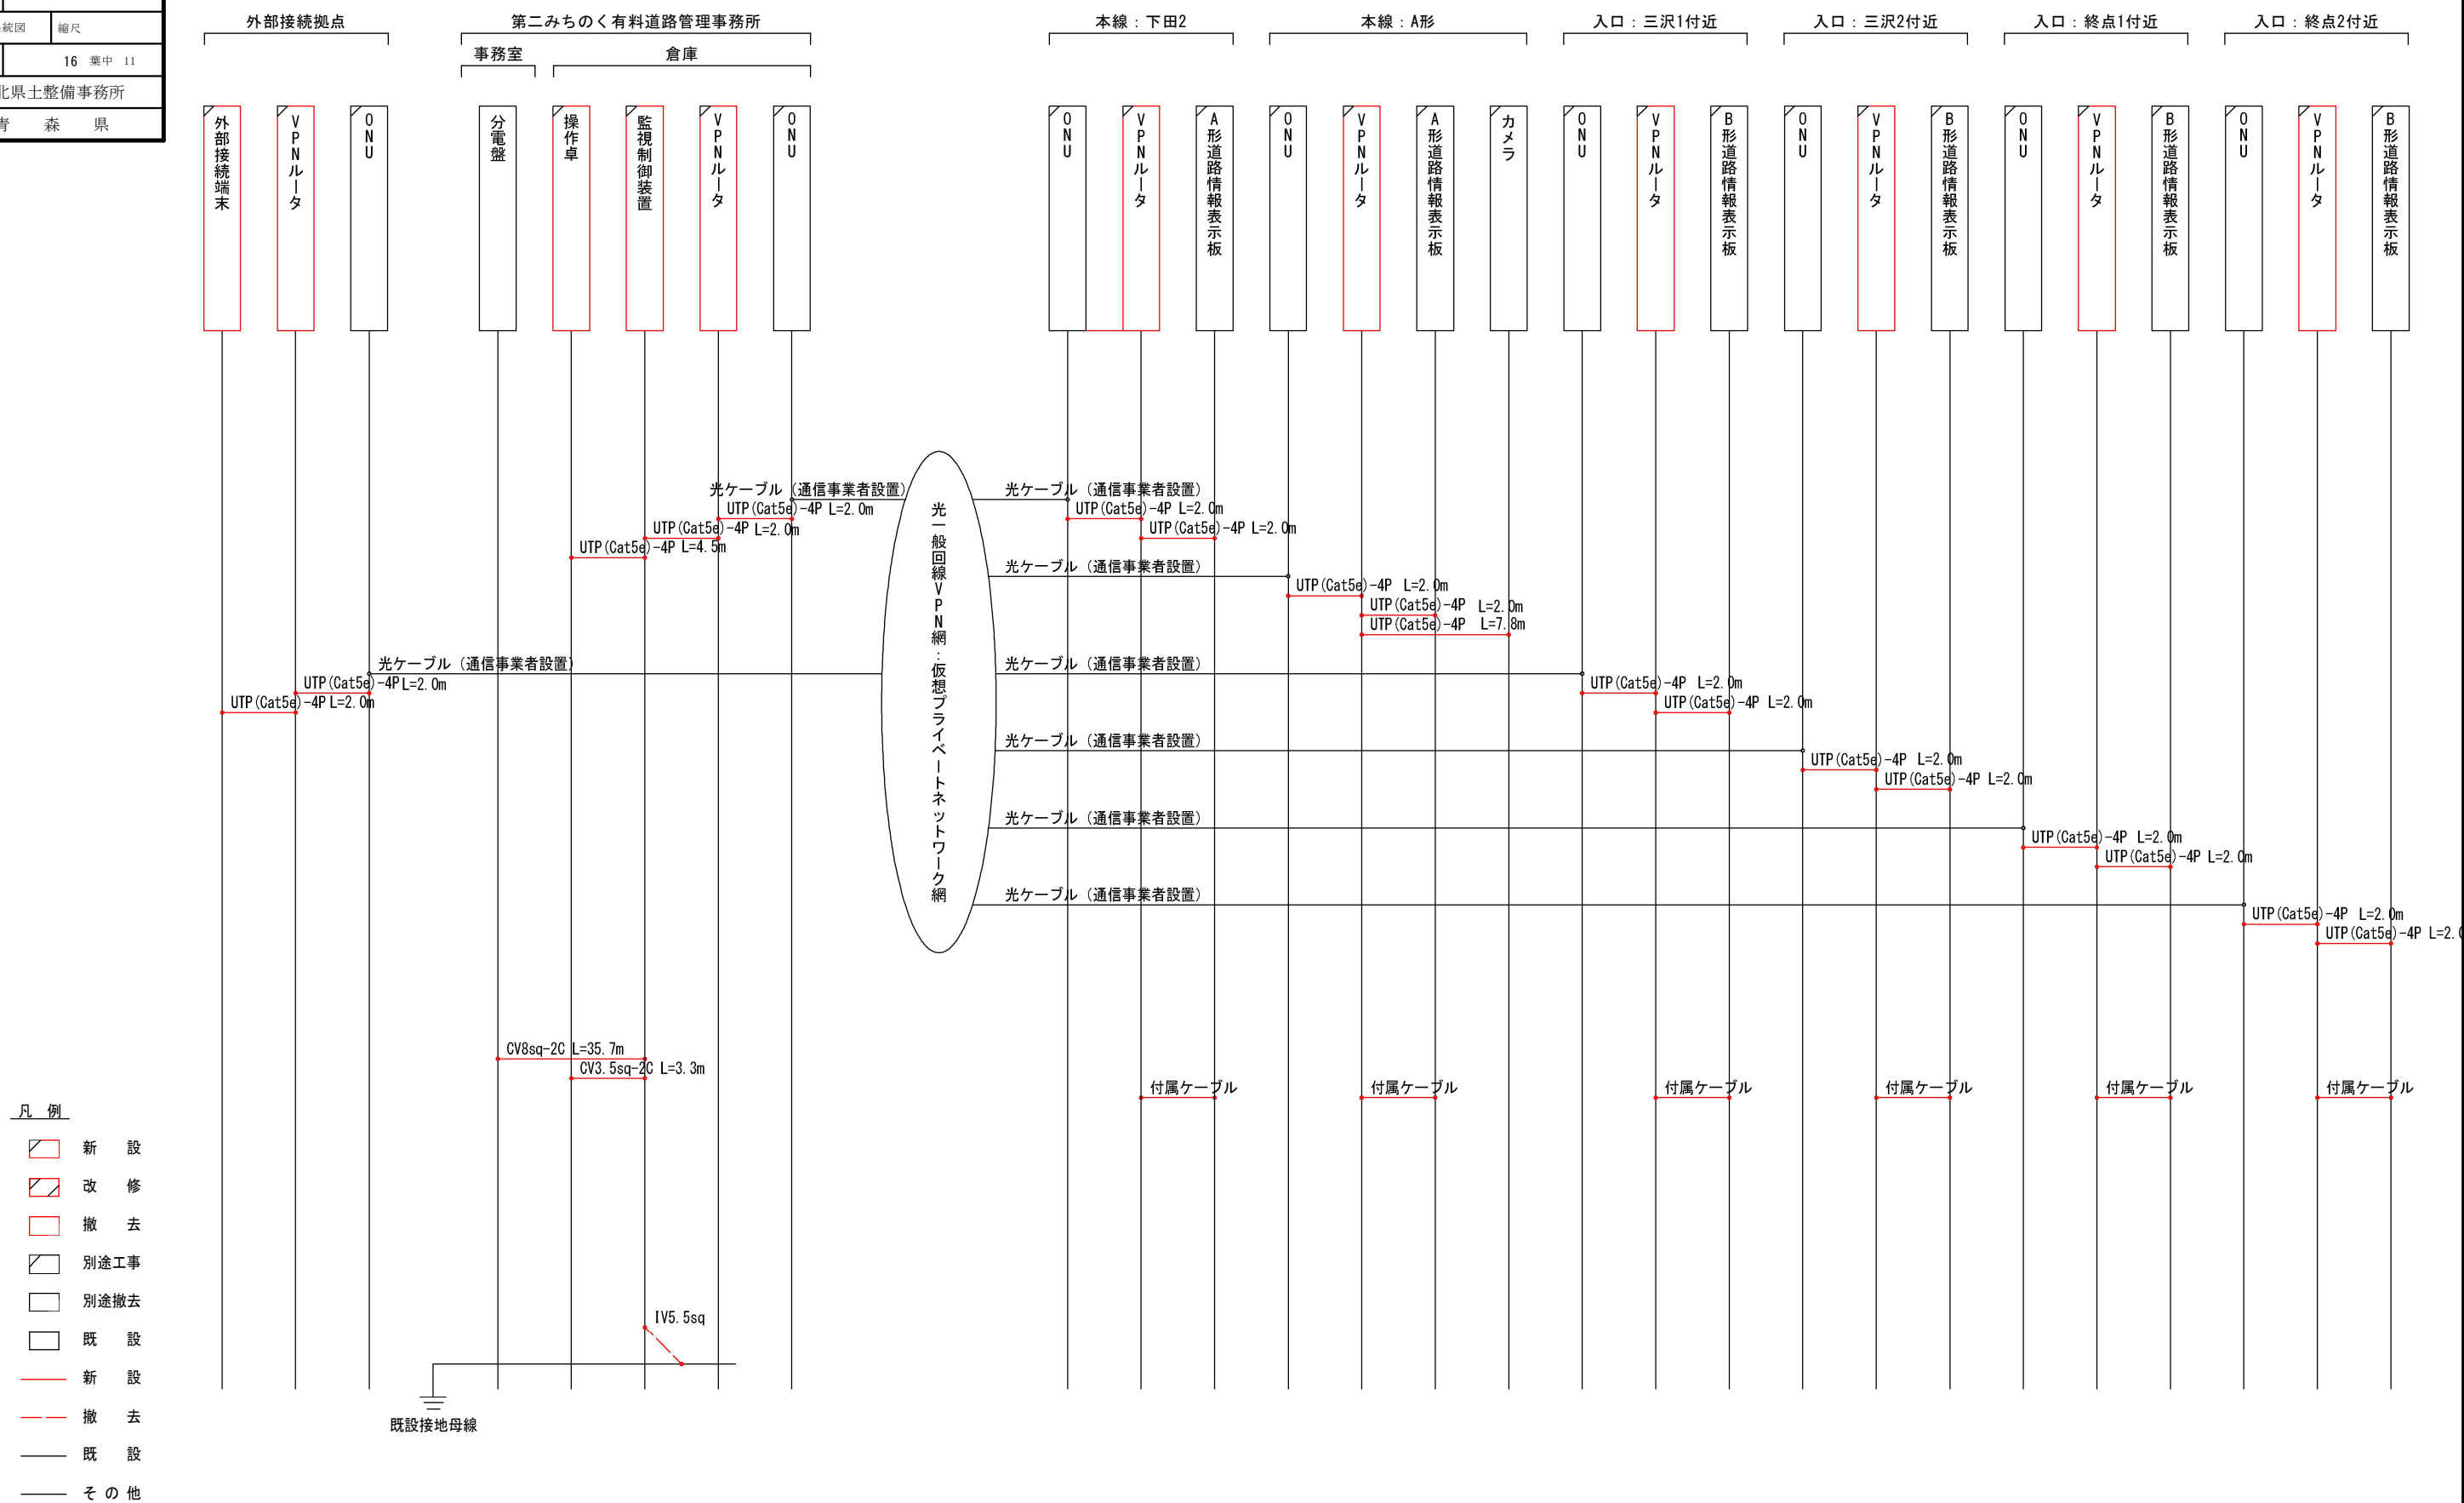 統図 縮尺
16 葉中 11
北県土整備事務所
青 森 県
外部接続拠点
第二みちのく有料道路管理事務所
事務室
倉庫
本線：下田2
本線：A形
入口：三沢1付近
入口：三沢2付近
入口：終点1付近
入口：終点2付近
外部接続端末
VPNルータ
ONU
分電盤
操作卓
監視制御装置
VPNルータ
ONU
ONU
VPNルータ
A形道路情報表示板
ONU
VPNルータ
A形道路情報表示板
カメラ
ONU
VPNルータ
B形道路情報表示板
ONU
VPNルータ
B形道路情報表示板
ONU
VPNルータ
B形道路情報表示板
ONU
VPNルータ
B形道路情報表示板
光ケーブル（通信事業者設置）
UTP(Cat5e)-4P L=2.0m
UTP(Cat5e)-4P L=2.0m
UTP(Cat5e)-4P L=4.5m
光ケーブル（通信事業者設置）
UTP(Cat5e)-4P L=2.0m
UTP(Cat5e)-4P L=2.0m
光一般回線VPN網：仮想プライベートネットワーク網
光ケーブル（通信事業者設置）
UTP(Cat5e)-4P L=2.0m
UTP(Cat5e)-4P L=2.0m
光ケーブル（通信事業者設置）
UTP(Cat5e)-4P L=2.0m
UTP(Cat5e)-4P L=2.0m
UTP(Cat5e)-4P L=7.8m
光ケーブル（通信事業者設置）
UTP(Cat5e)-4P L=2.0m
UTP(Cat5e)-4P L=2.0m
光ケーブル（通信事業者設置）
UTP(Cat5e)-4P L=2.0m
UTP(Cat5e)-4P L=2.0m
光ケーブル（通信事業者設置）
UTP(Cat5e)-4P L=2.0m
UTP(Cat5e)-4P L=2.0m
光ケーブル（通信事業者設置）
UTP(Cat5e)-4P L=2.0m
UTP(Cat5e)-4P L=2.0
CV8sq-2C L=35.7m
CV3.5sq-2C L=3.3m
付属ケーブル
付属ケーブル
付属ケーブル
付属ケーブル
付属ケーブル
付属ケーブル
IV5.5sq
既設接地母線
凡 例
新 設
改 修
撤 去
別途工事
別途撤去
既 設
新 設
撤 去
既 設
その他